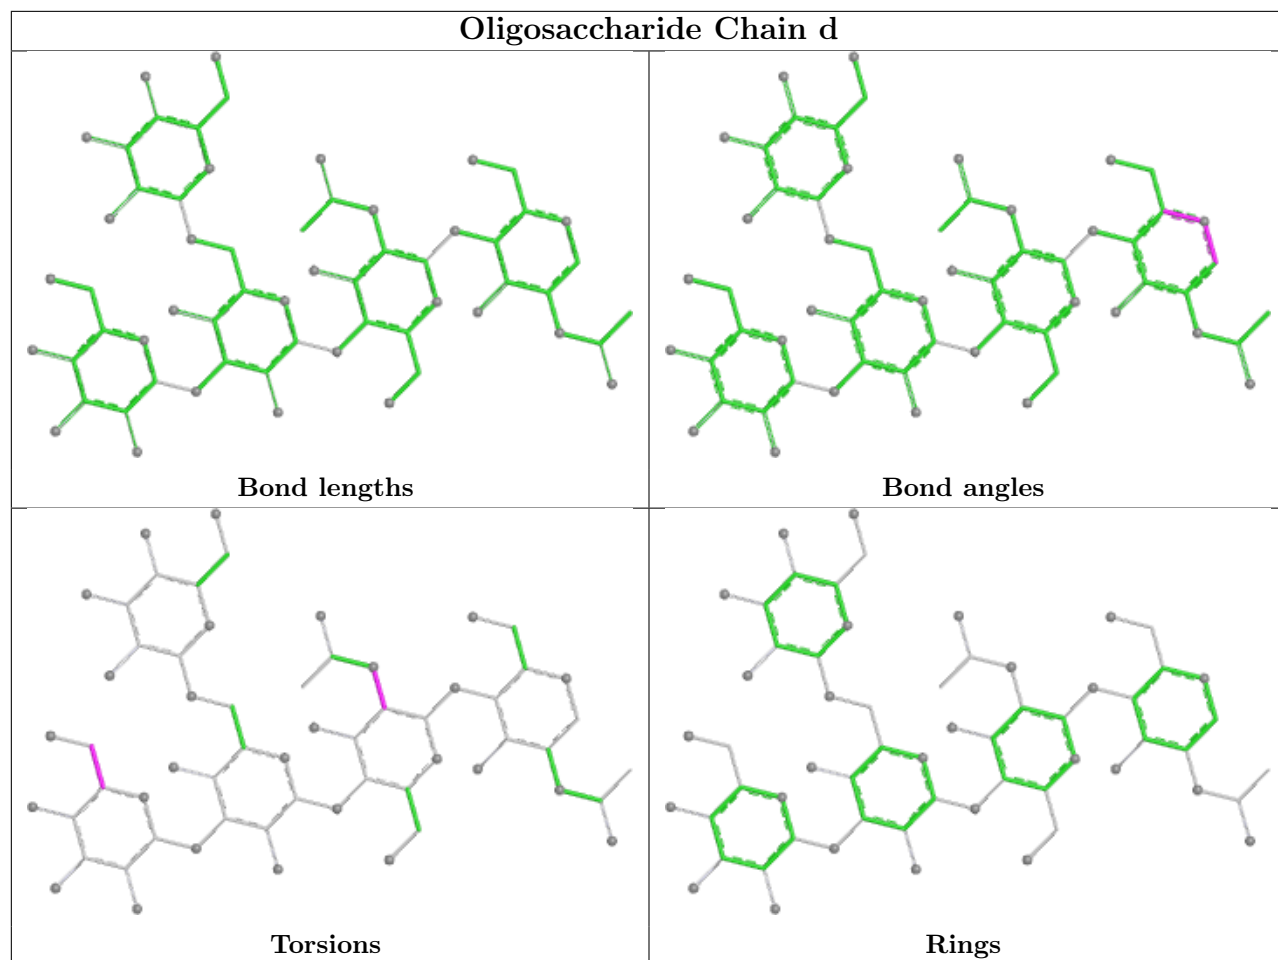 Oligosaccharide Chain d
Bond lengths
Bond angles
Torsions
Rings